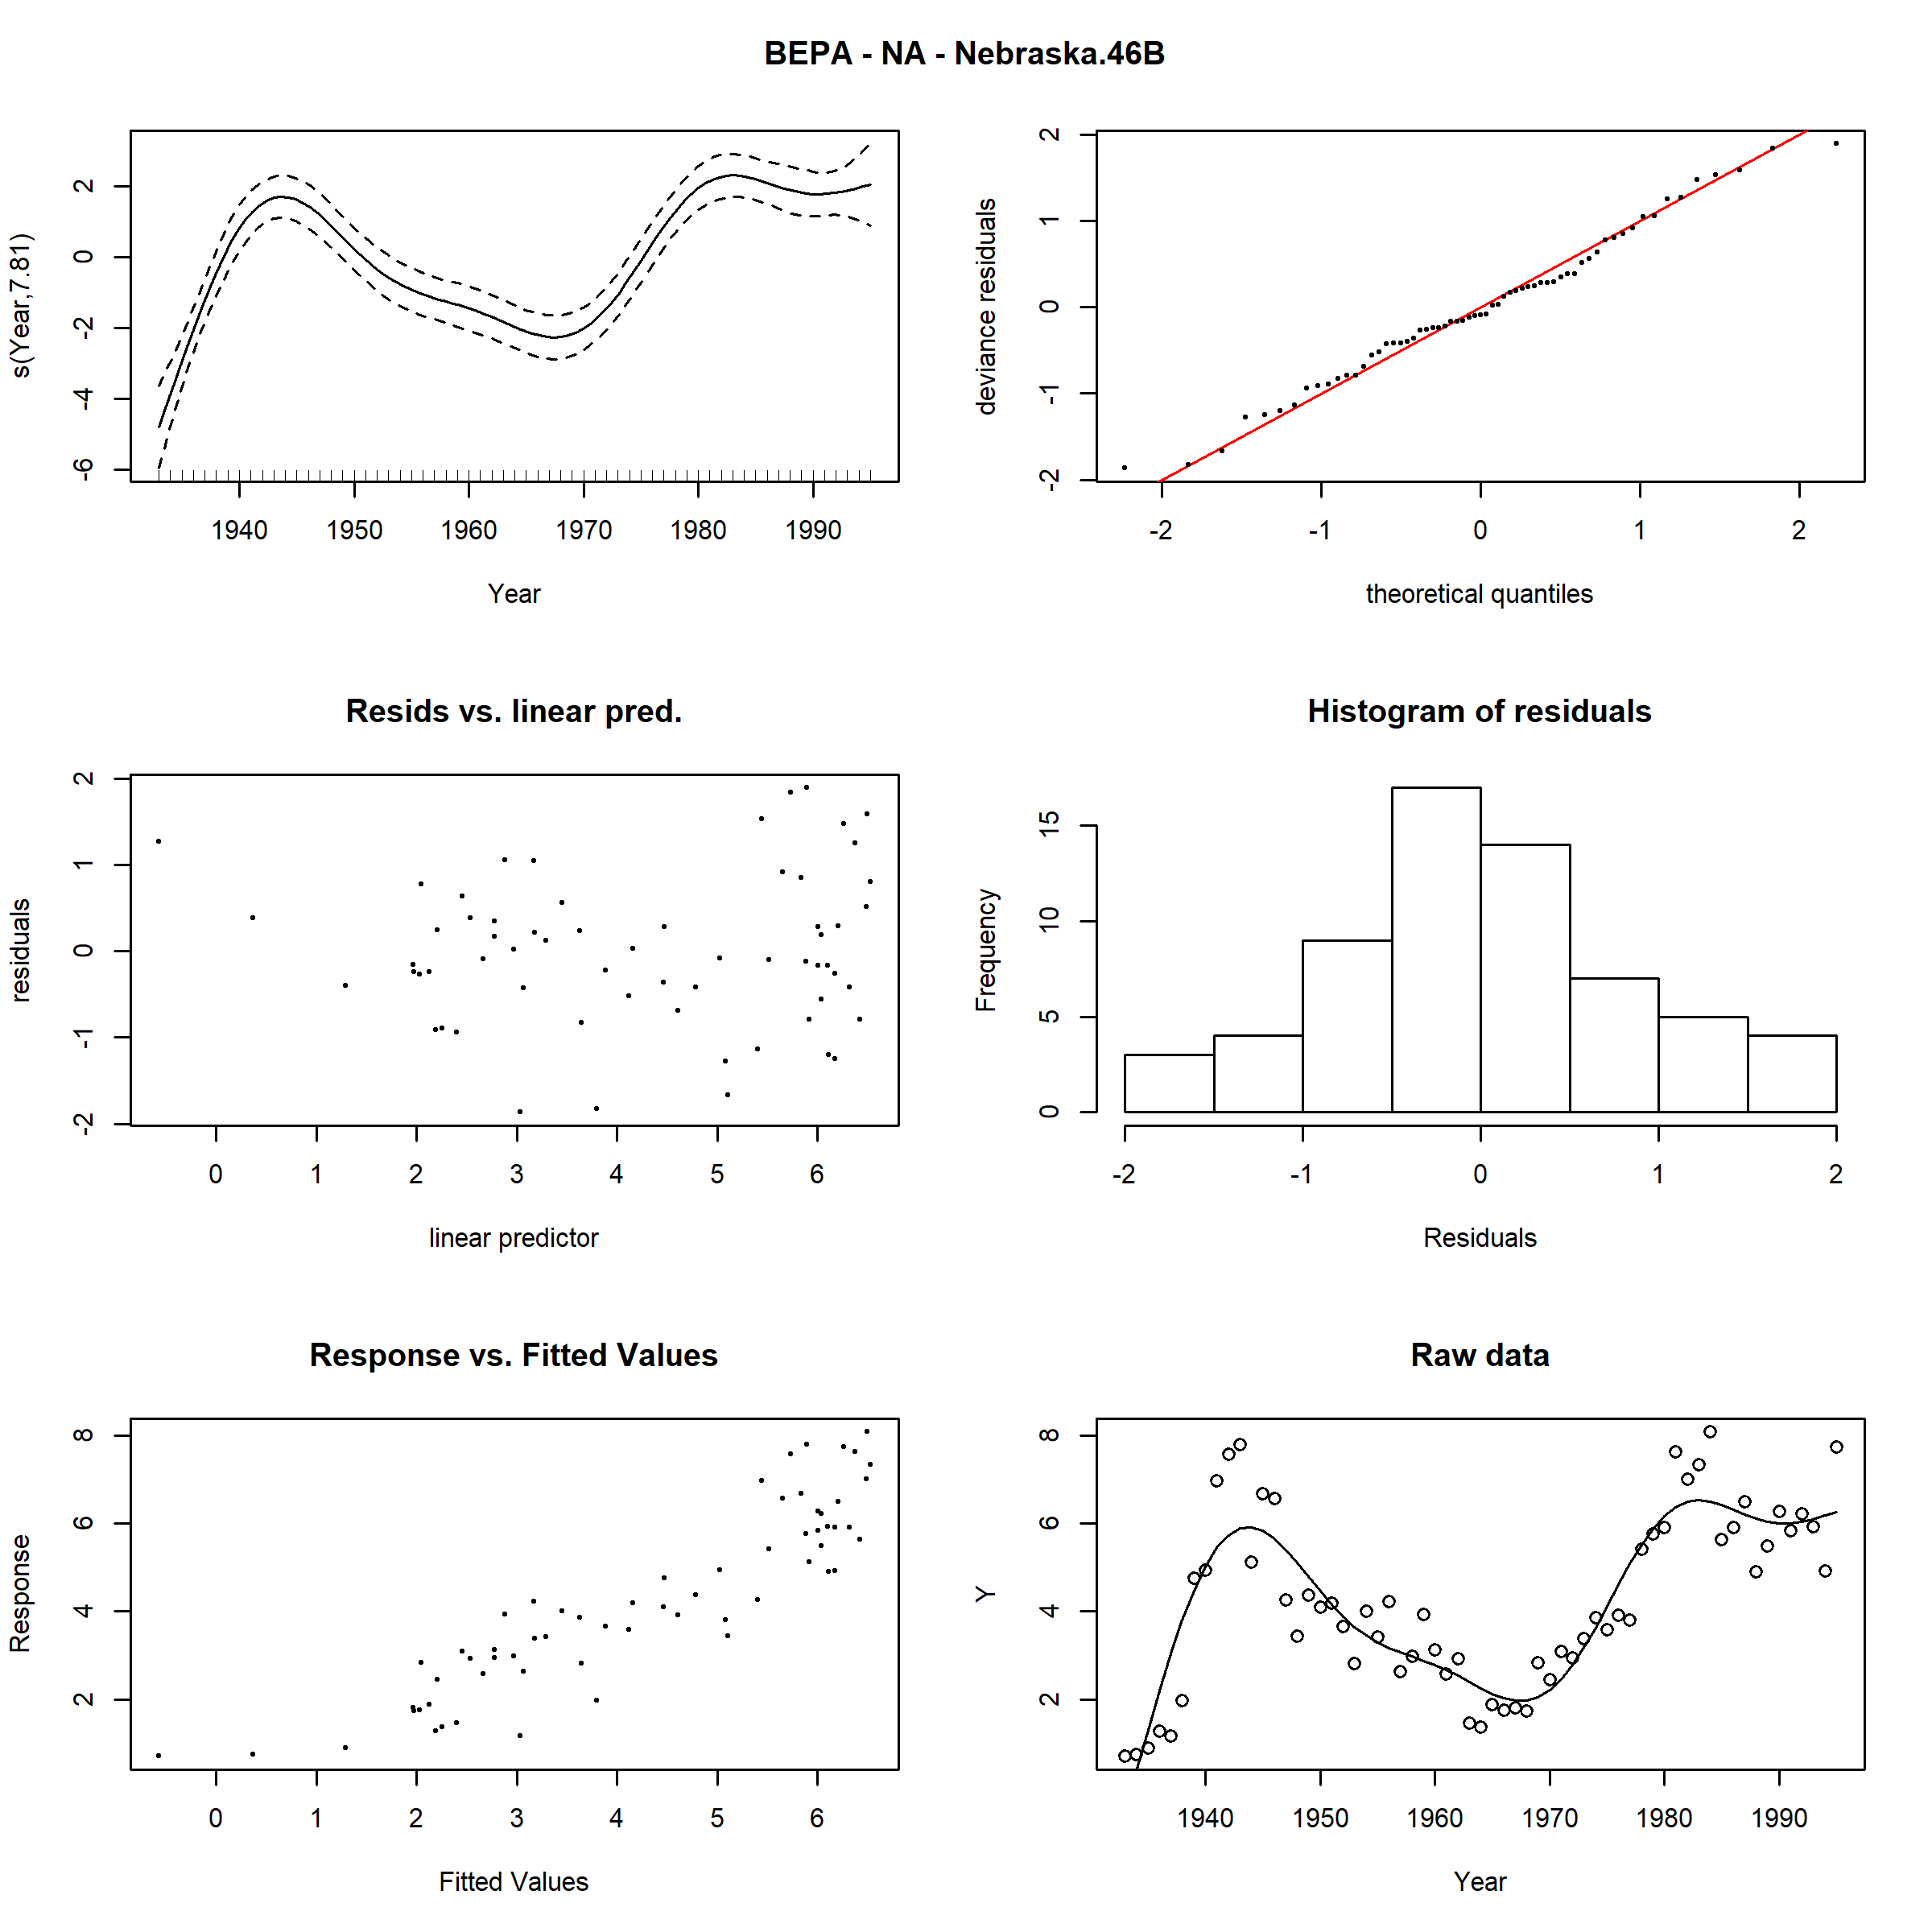 BEPA - NA - Nebraska.46B
s(Year,7.81)
2
0
-2
-4
-6
1940 1950 1960 1970 1980 1990
Year
deviance residuals
2
1
0
-1
-2
-2 -1 0 1 2
theoretical quantiles
Resids vs. linear pred.
residuals
2
1
0
-1
-2
0 1 2 3 4 5 6
linear predictor
Histogram of residuals
Frequency
15
10
5
0
-2 -1 0 1 2
Residuals
Response vs. Fitted Values
Response
8
6
4
2
0 1 2 3 4 5 6
Fitted Values
Raw data
Y
8
6
4
2
1940 1950 1960 1970 1980 1990
Year